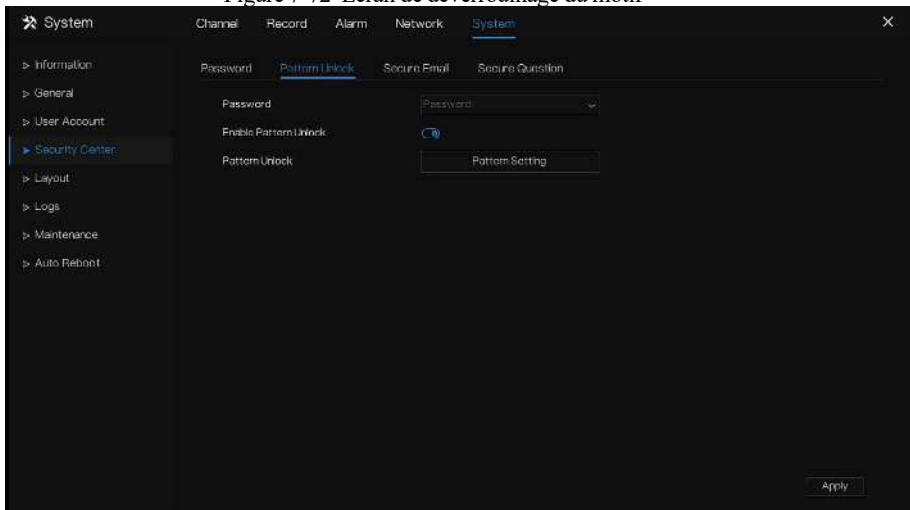 Figure 7-72 Écran de déverrouillage du motif
System
Channel Record Alarm Network System
Information
General
User Account
Security Center
Layout
Logs
Maintenance
Auto Reboot
Password Pattern Unlock Secure Email Secure Question
Password Password
Enable Pattern Unlock
Pattern Unlock Pattern Setting
Apply